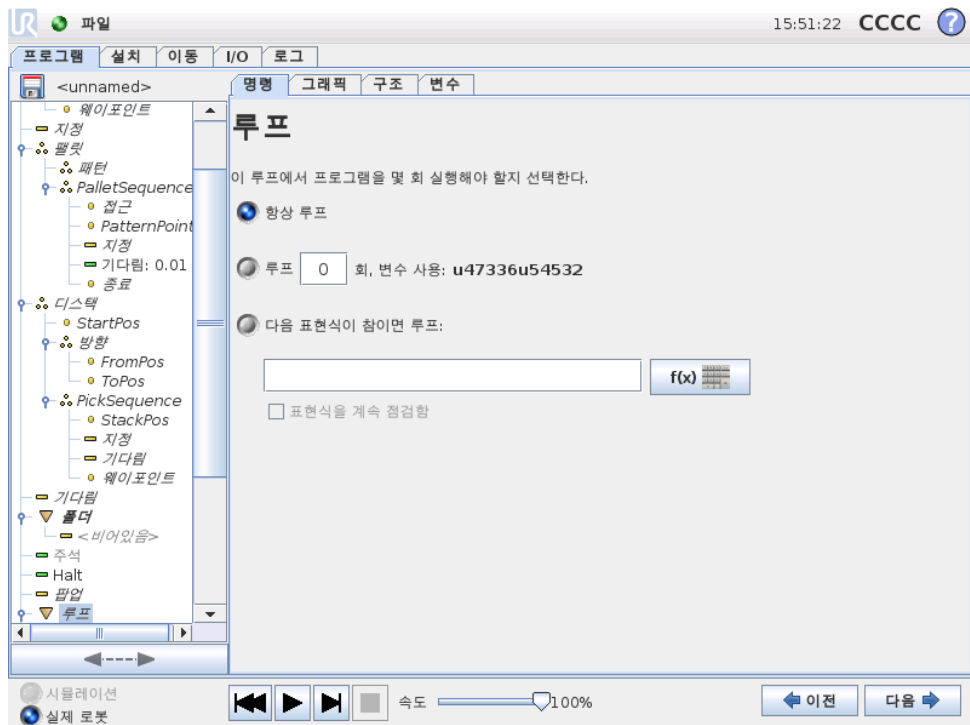 UR 파일 15:51:22 CCCC ?
프로그램 설치 이동 I/O 로그
<unnamed>
명령 그래픽 구조 변수
웨이포인트
지정
팰릿
패턴
PalletSequence
접근
PatternPoint
지정
기다림: 0.01
종료
디스택
StartPos
방향
FromPos
ToPos
PickSequence
StackPos
지정
기다림
웨이포인트
기다림
폴더
<비어있음>
주석
Halt
팝업
루프
루프
이 루프에서 프로그램을 몇 회 실행해야 할지 선택한다.
항상 루프
루프 0 회, 변수 사용: u47336u54532
다음 표현식이 참이면 루프:
f(x)
표현식을 계속 점검함
시뮬레이션
실제 로봇
속도 100%
이전 다음